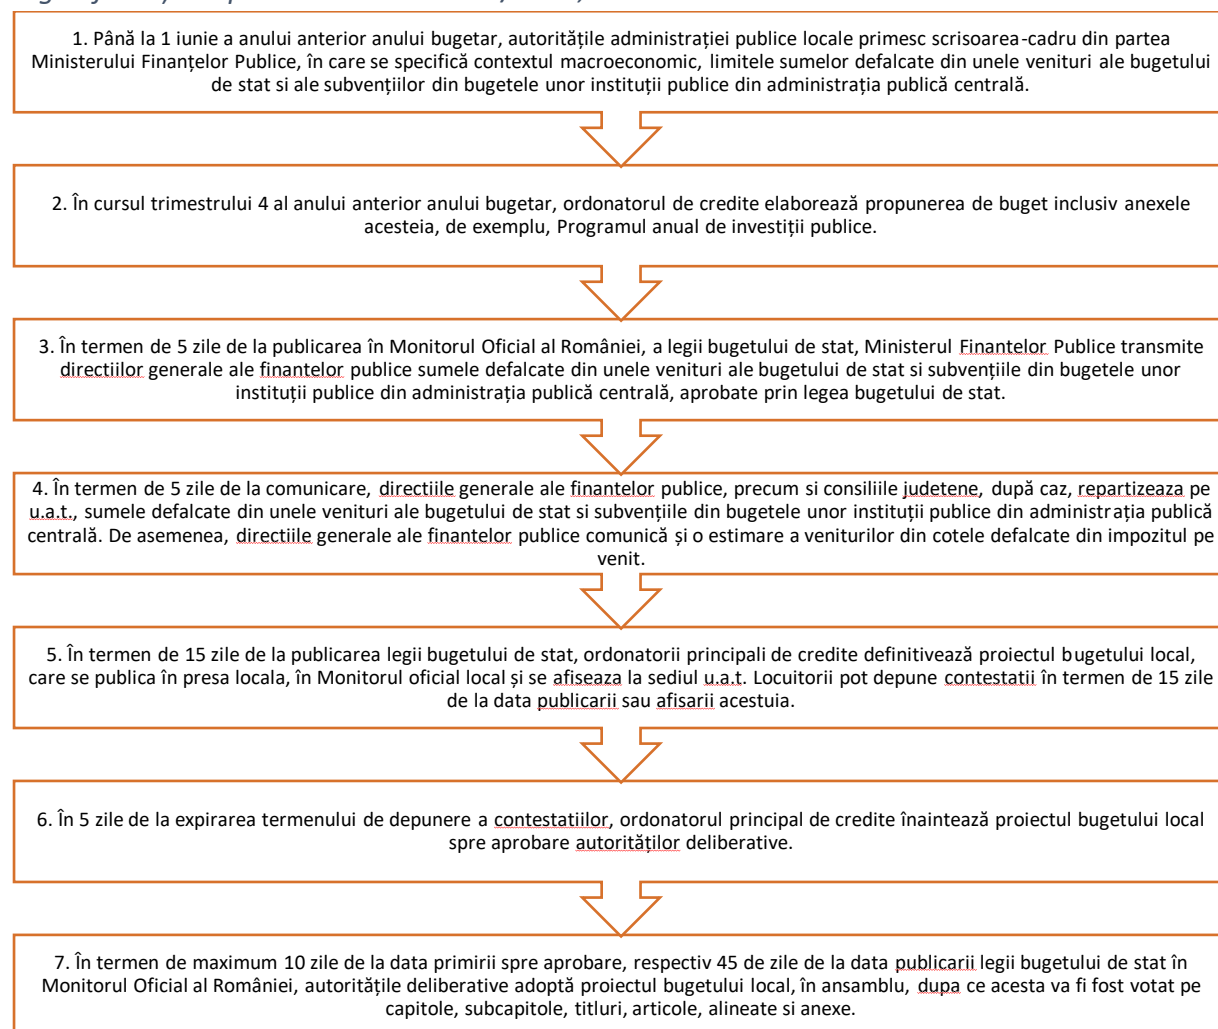 1. Până la 1 iunie a anului anterior anului bugetar, autoritățile administrației publice locale primesc scrisoarea-cadru din partea
Ministerului Finanțelor Publice, în care se specifică contextul macroeconomic, limitele sumelor defalcate din unele venituri ale bugetului
de stat si ale subvențiilor din bugetele unor instituții publice din administrația publică centrală.
2. În cursul trimestrului 4 al anului anterior anului bugetar, ordonatorul de credite elaborează propunerea de buget inclusiv anexele
acesteia, de exemplu, Programul anual de investiții publice.
3. În termen de 5 zile de la publicarea în Monitorul Oficial al României, a legii bugetului de stat, Ministerul Finantelor Publice transmite
directiilor generale ale finantelor publice sumele defalcate din unele venituri ale bugetului de stat si subvențiile din bugetele unor
instituții publice din administrația publică centrală, aprobate prin legea bugetului de stat.
4. În termen de 5 zile de la comunicare, directiile generale ale finantelor publice, precum si consiliile judetene, după caz, repartizeaza pe
u.a.t., sumele defalcate din unele venituri ale bugetului de stat si subvențiile din bugetele unor instituții publice din administrația publică
centrală. De asemenea, directiile generale ale finantelor publice comunică și o estimare a veniturilor din cotele defalcate din impozitul pe
venit.
5. În termen de 15 zile de la publicarea legii bugetului de stat, ordonatorii principali de credite definitivează proiectul bugetului local,
care se publica în presa locala, în Monitorul oficial local și se afiseaza la sediul u.a.t. Locuitorii pot depune contestatii în termen de 15 zile
de la data publicarii sau afisarii acestuia.
6. În 5 zile de la expirarea termenului de depunere a contestatiilor, ordonatorul principal de credite înaintează proiectul bugetului local
spre aprobare autorităților deliberative.
7. În termen de maximum 10 zile de la data primirii spre aprobare, respectiv 45 de zile de la data publicarii legii bugetului de stat în
Monitorul Oficial al României, autoritățile deliberative adoptă proiectul bugetului local, în ansamblu, dupa ce acesta va fi fost votat pe
capitole, subcapitole, titluri, articole, alineate si anexe.